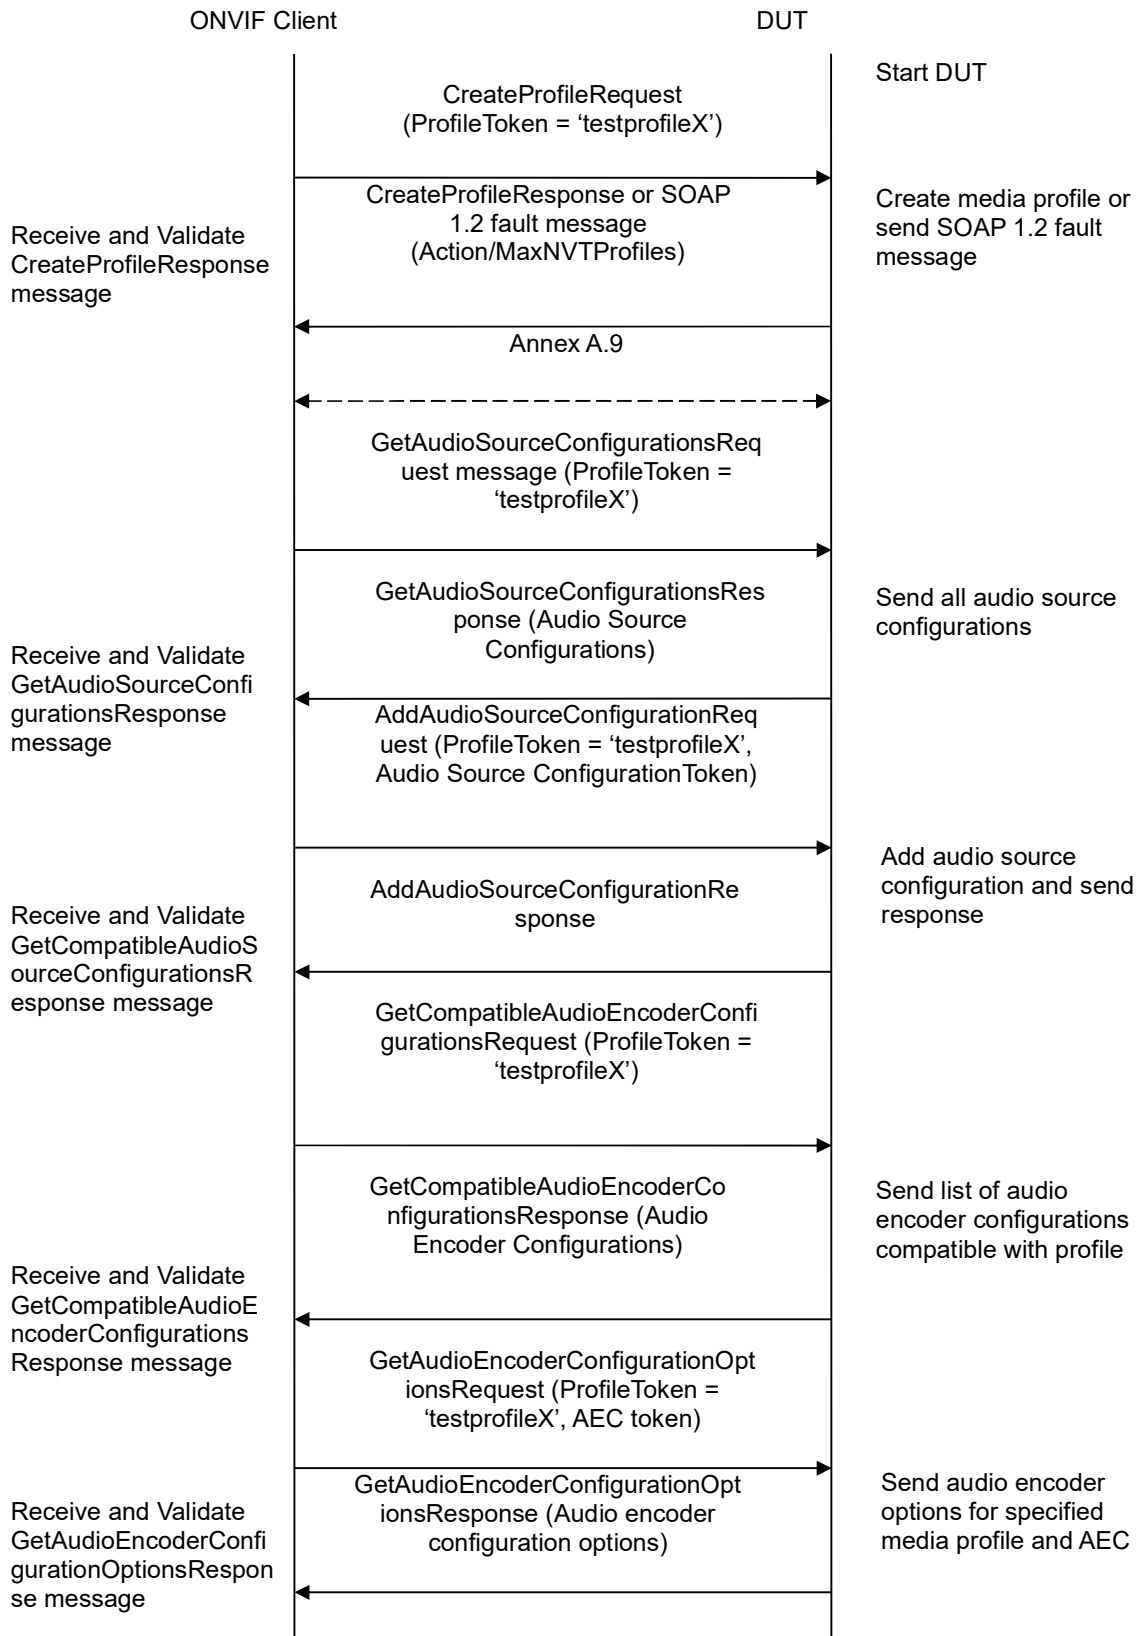 ONVIF Client
DUT
Start DUT
CreateProfileRequest
(ProfileToken = ‘testprofileX’)
CreateProfileResponse or SOAP
1.2 fault message
(Action/MaxNVTProfiles)
Create media profile or
send SOAP 1.2 fault
message
Receive and Validate
CreateProfileResponse
message
Annex A.9
GetAudioSourceConfigurationsReq
uest message (ProfileToken =
‘testprofileX’)
GetAudioSourceConfigurationsRes
ponse (Audio Source
Configurations)
Send all audio source
configurations
Receive and Validate
GetAudioSourceConfi
gurationsResponse
message
AddAudioSourceConfigurationReq
uest (ProfileToken = ‘testprofileX’,
Audio Source ConfigurationToken)
Add audio source
configuration and send
response
AddAudioSourceConfigurationRe
sponse
Receive and Validate
GetCompatibleAudioS
ourceConfigurationsR
esponse message
GetCompatibleAudioEncoderConfi
gurationsRequest (ProfileToken =
‘testprofileX’)
GetCompatibleAudioEncoderCo
nfigurationsResponse (Audio
Encoder Configurations)
Send list of audio
encoder configurations
compatible with profile
Receive and Validate
GetCompatibleAudioE
ncoderConfigurations
Response message
GetAudioEncoderConfigurationOpt
ionsRequest (ProfileToken =
‘testprofileX’, AEC token)
GetAudioEncoderConfigurationOpt
ionsResponse (Audio encoder
configuration options)
Send audio encoder
options for specified
media profile and AEC
Receive and Validate
GetAudioEncoderConfi
gurationOptionsRespon
se message